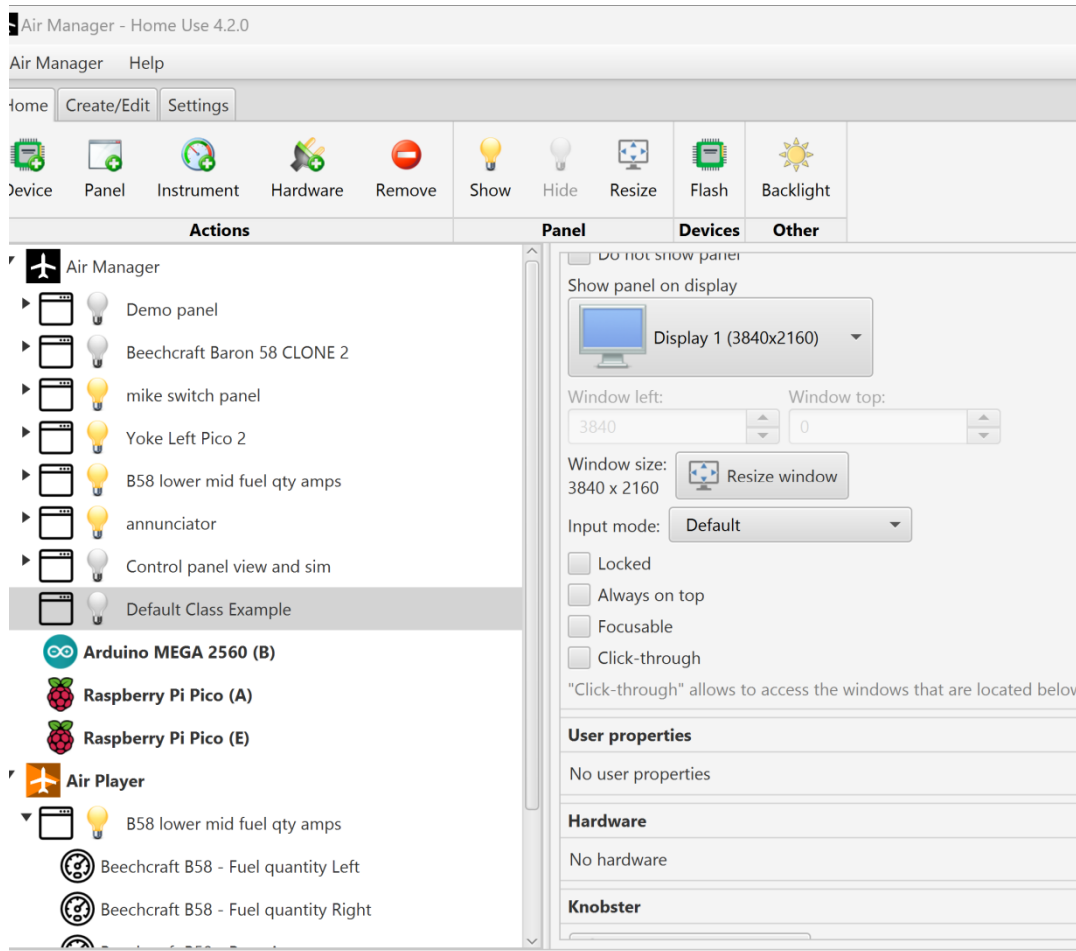 Air Manager - Home Use 4.2.0
Air Manager Help
Home Create/Edit Settings
Device Panel Instrument Hardware Remove Show Hide Resize Flash Backlight
Actions Panel Devices Other
Air Manager
Demo panel
Beechcraft Baron 58 CLONE 2
mike switch panel
Yoke Left Pico 2
B58 lower mid fuel qty amps
annunciator
Control panel view and sim
Default Class Example
Arduino MEGA 2560 (B)
Raspberry Pi Pico (A)
Raspberry Pi Pico (E)
Air Player
B58 lower mid fuel qty amps
Beechcraft B58 - Fuel quantity Left
Beechcraft B58 - Fuel quantity Right
Do not show panel
Show panel on display
Display 1 (3840x2160)
Window left: Window top:
3840 0
Window size:
3840 x 2160
Resize window
Input mode: Default
Locked
Always on top
Focusable
Click-through
"Click-through" allows to access the windows that are located below
User properties
No user properties
Hardware
No hardware
Knobster